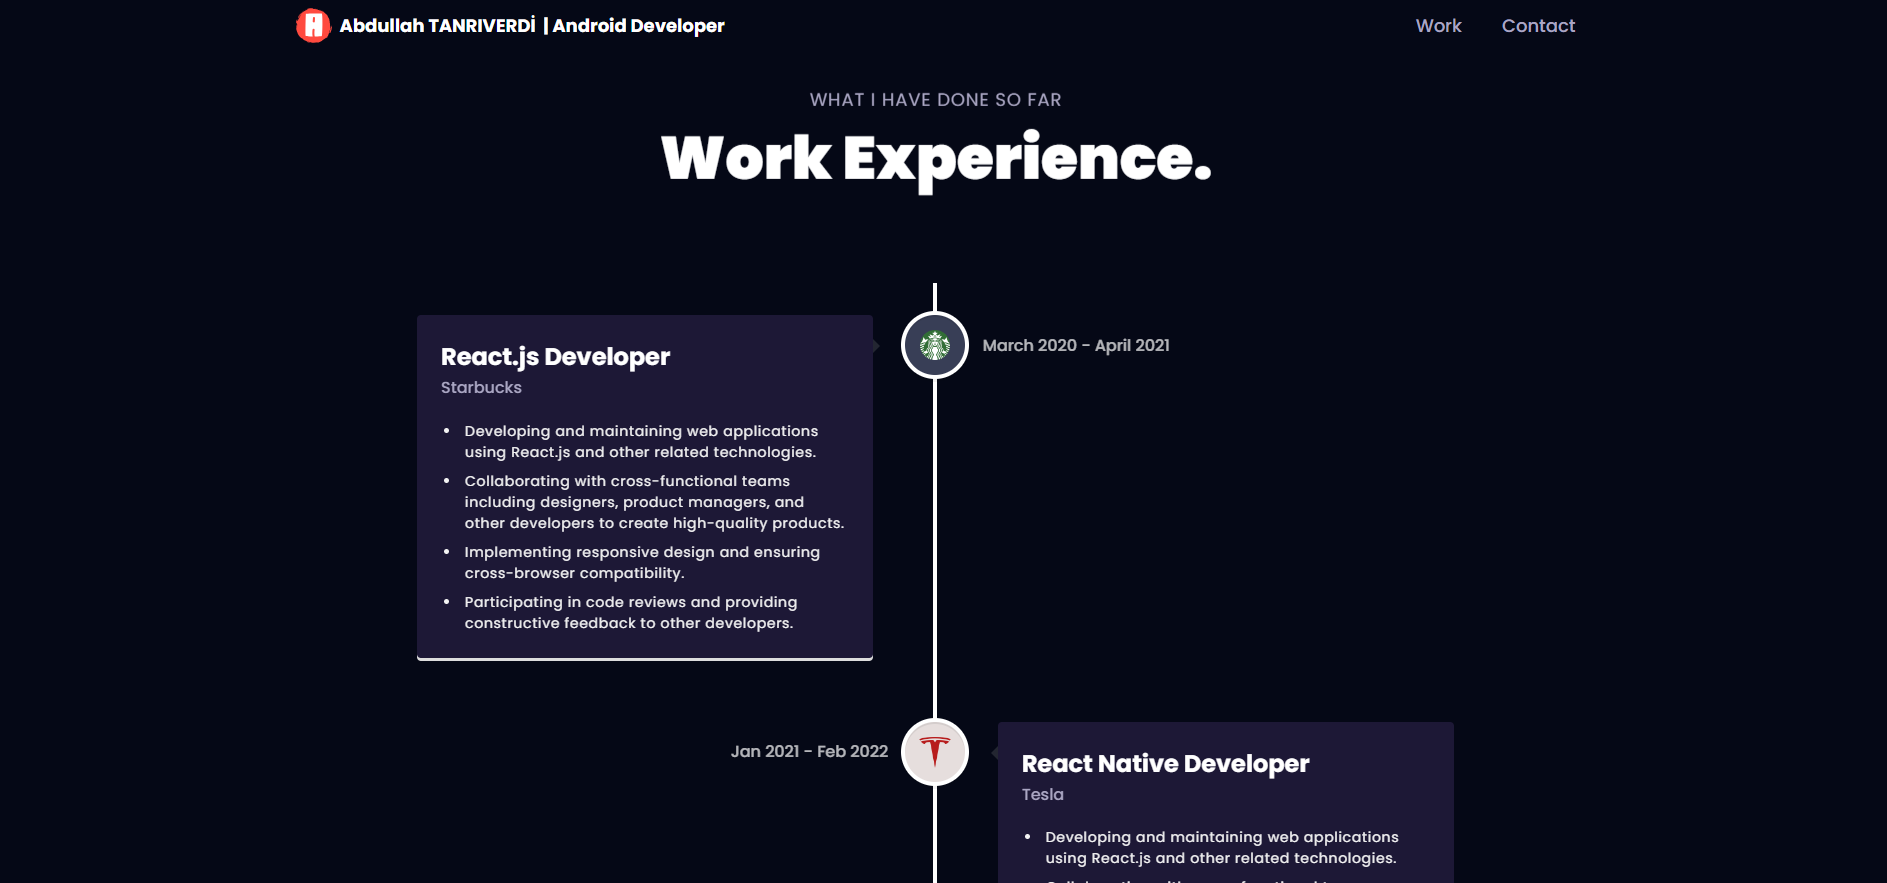 Abdullah TANRIVERDİ | Android Developer
Work
Contact
WHAT I HAVE DONE SO FAR
Work Experience.
React.js Developer
Starbucks
March 2020 - April 2021
• Developing and maintaining web applications
using React.js and other related technologies.
• Collaborating with cross-functional teams
including designers, product managers, and
other developers to create high-quality products.
• Implementing responsive design and ensuring
cross-browser compatibility.
• Participating in code reviews and providing
constructive feedback to other developers.
Jan 2021 - Feb 2022
React Native Developer
Tesla
• Developing and maintaining web applications
using React.js and other related technologies.